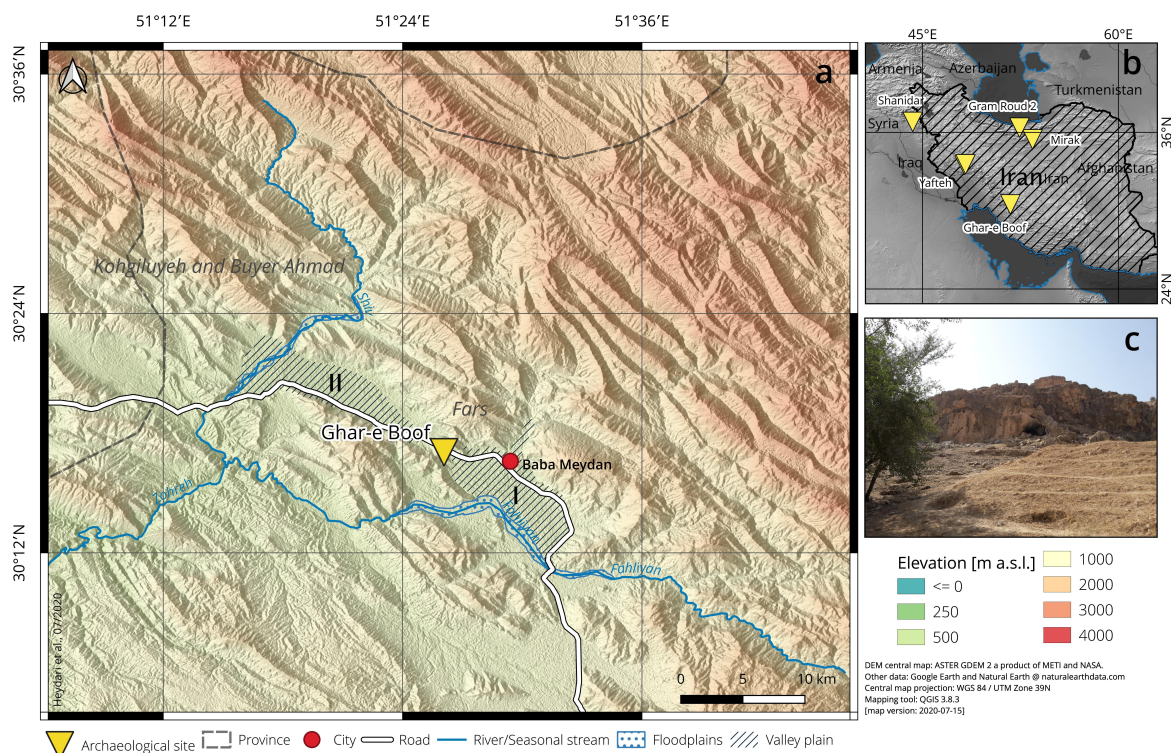 51°12'E 51°24'E 51°36'E
30°36'N
30°24'N
30°12'N
a
Kohgiluyeh and Buyer Ahmad
Shiv
II
Fars
Ghar-e Boof
Baba Meydan
I
Zohreh
Fahliyan
Fahliyan
Heydari et al., 07/2020
0 5 10 km
45°E 60°E
36°N
24°N
b
Armenia
Azerbaijan
Turkmenistan
Shanidar
Gram Roud 2
Syria
Mirak
Iraq
Afghanistan
Yafteh
Iran
Iran
Ghar-e Boof
c
Elevation [m a.s.l.]
<= 0
250
500
1000
2000
3000
4000
DEM central map: ASTER GDEM 2 a product of METI and NASA.
Other data: Google Earth and Natural Earth @ naturalearthdata.com
Central map projection: WGS 84 / UTM Zone 39N
Mapping tool: QGIS 3.8.3
[map version: 2020-07-15]
Archaeological site Province City Road River/Seasonal stream Floodplains Valley plain